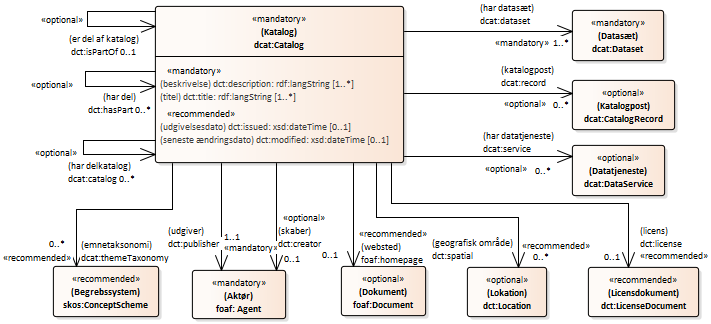 «optional»
(er del af katalog)
dct:isPartOf 0..1
«optional»
(har del)
dct:hasPart 0..*
«optional»
(har delkatalog)
dcat:catalog 0..*
«mandatory»
(Katalog)
dcat:Catalog
«mandatory»
(beskrivelse) dct:description: rdf:langString [1..*]
(titel) dct:title: rdf:langString [1..*]
«recommended»
(udgivelsesdato) dct:issued: xsd:dateTime [0..1]
(seneste ændringsdato) dct:modified: xsd:dateTime [0..1]
(har datasæt)
dcat:dataset
«mandatory» 1..*
«mandatory»
(Datasæt)
dcat:Dataset
(katalogpost)
dcat:record
«optional» 0..*
«optional»
(Katalogpost)
dcat:CatalogRecord
(har datatjeneste)
dcat:service
«optional» 0..*
«optional»
(Datatjeneste)
dcat:DataService
0..*
«recommended»
(emnetaksonomi)
dcat:themeTaxonomy
(udgiver)
dct:publisher
1..1
«mandatory»
«optional»
(skaber)
dct:creator
0..1
«recommended»
(websted)
foaf:homepage
0..1
(geografisk område)
dct:spatial
«recommended»
0..*
(licens)
dct:license
«recommended»
0..1
«recommended»
(Begrebssystem)
skos:ConceptScheme
«mandatory»
(Aktør)
foaf: Agent
«optional»
(Dokument)
foaf:Document
«optional»
(Lokation)
dct:Location
«recommended»
(Licensdokument)
dct:LicenseDocument